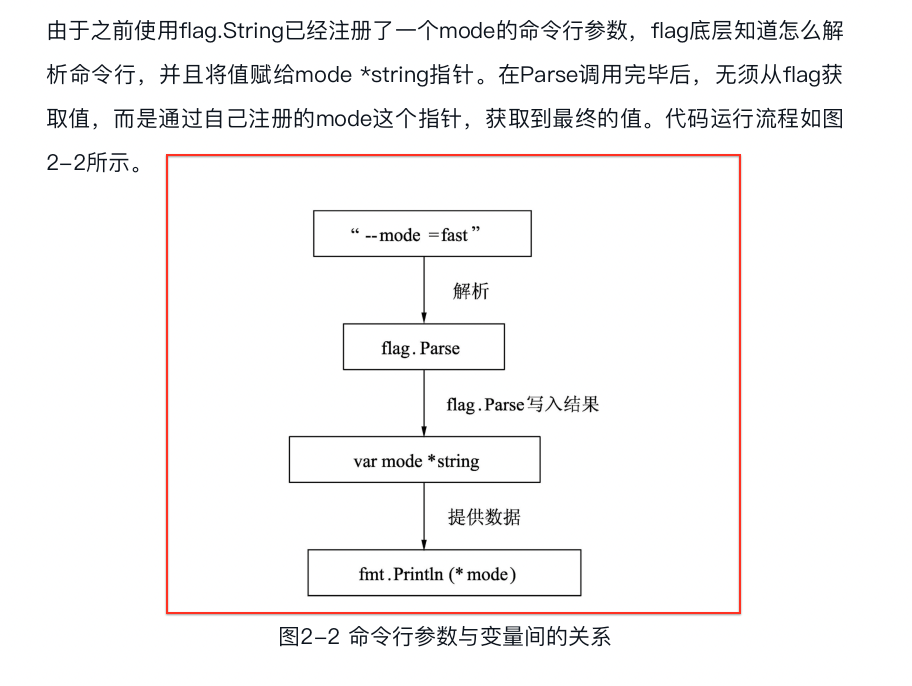 由于之前使用flag.String已经注册了一个mode的命令行参数，flag底层知道怎么解
析命令行，并且将值赋给mode *string指针。在Parse调用完毕后，无须从flag获
取值，而是通过自己注册的mode这个指针，获取到最终的值。代码运行流程如图
2-2所示。
“ --mode =fast ”
解析
flag.Parse
flag.Parse写入结果
var mode *string
提供数据
fmt.Println (* mode)
图2-2 命令行参数与变量间的关系